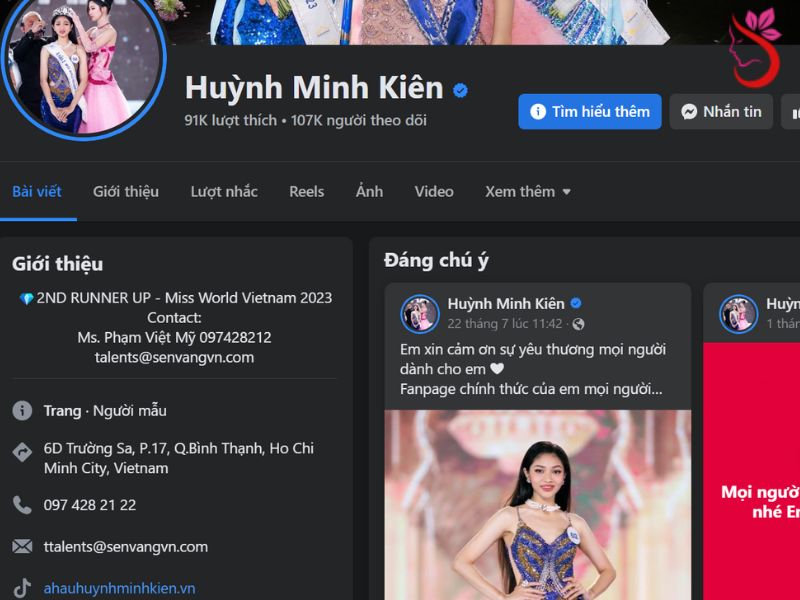 Huỳnh Minh Kiên
91K lượt thích • 107K người theo dõi
Tìm hiểu thêm
Nhắn tin
Bài viết
Giới thiệu
Lượt nhắc
Reels
Ảnh
Video
Xem thêm
Giới thiệu
2ND RUNNER UP - Miss World Vietnam 2023
Contact:
Ms. Phạm Việt Mỹ 097428212
talents@senvangvn.com
Trang · Người mẫu
6D Trường Sa, P.17, Q.Bình Thạnh, Ho Chi
Minh City, Vietnam
097 428 21 22
ttalents@senvangvn.com
ahauhuynhminhkien.vn
Đáng chú ý
Huỳnh Minh Kiên
22 tháng 7 lúc 11:42 ·
Em xin cảm ơn sự yêu thương mọi người
dành cho em
Fanpage chính thức của em mọi người...
Huỳn
1 thán
Mọi người
nhé Em